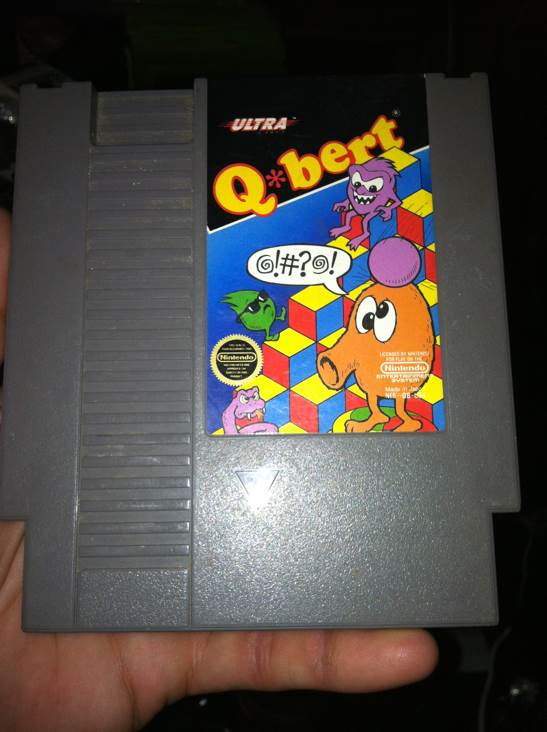 ULTRA
Q*bert
@!#?@!
Nintendo
LICENSED BY NINTENDO
FOR PLAY ON THE
Nintendo
ENTERTAINMENT
SYSTEM
Made in Japan